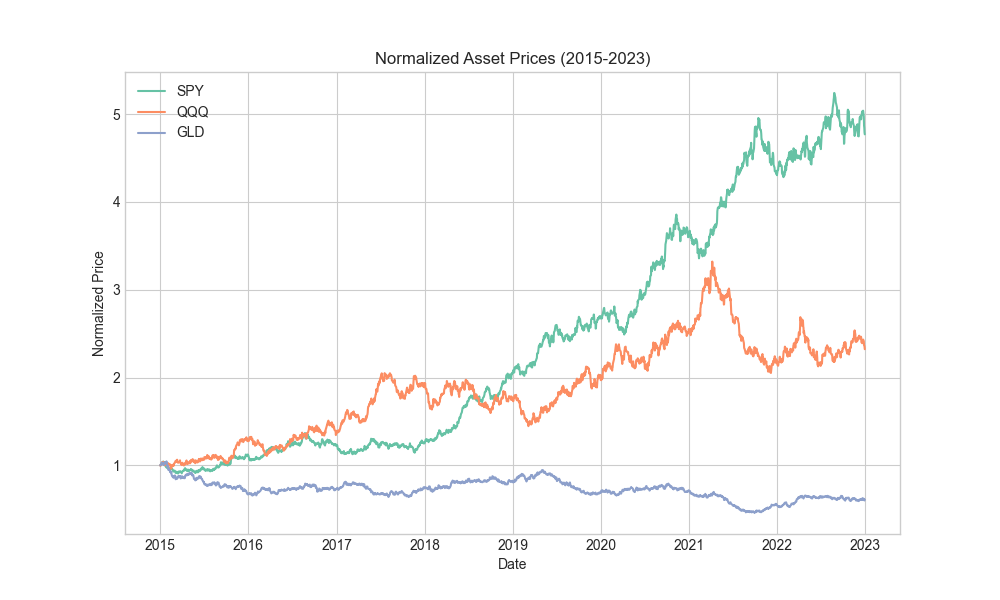 Normalized Asset Prices (2015-2023)
SPY
QQQ
GLD
Normalized Price
5
4
3
2
1
2015 2016 2017 2018 2019 2020 2021 2022 2023
Date